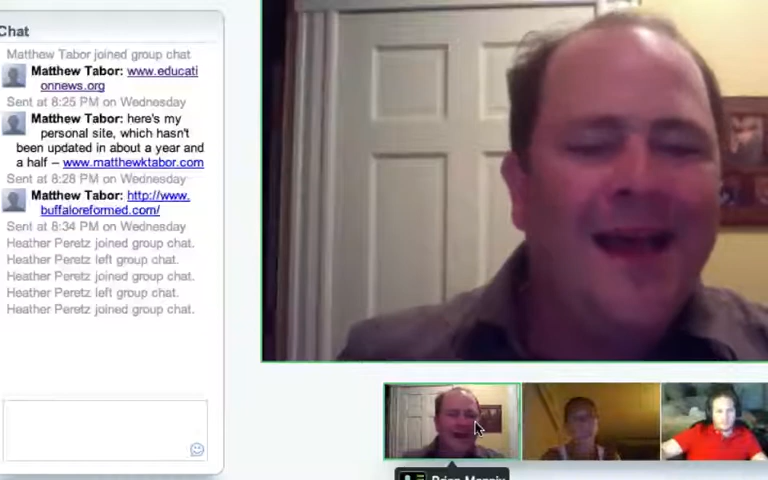 Chat
Matthew Tabor joined group chat
Matthew Tabor: www.educati
onnews.org
Sent at 8:25 PM on Wednesday
Matthew Tabor: here's my
personal site, which hasn't
been updated in about a year and
a half – www.matthewktabor.com
Sent at 8:28 PM on Wednesday
Matthew Tabor: http://www.
buffaloreformed.com/
Sent at 8:34 PM on Wednesday
Heather Peretz joined group chat.
Heather Peretz left group chat.
Heather Peretz joined group chat.
Heather Peretz left group chat.
Heather Peretz joined group chat.